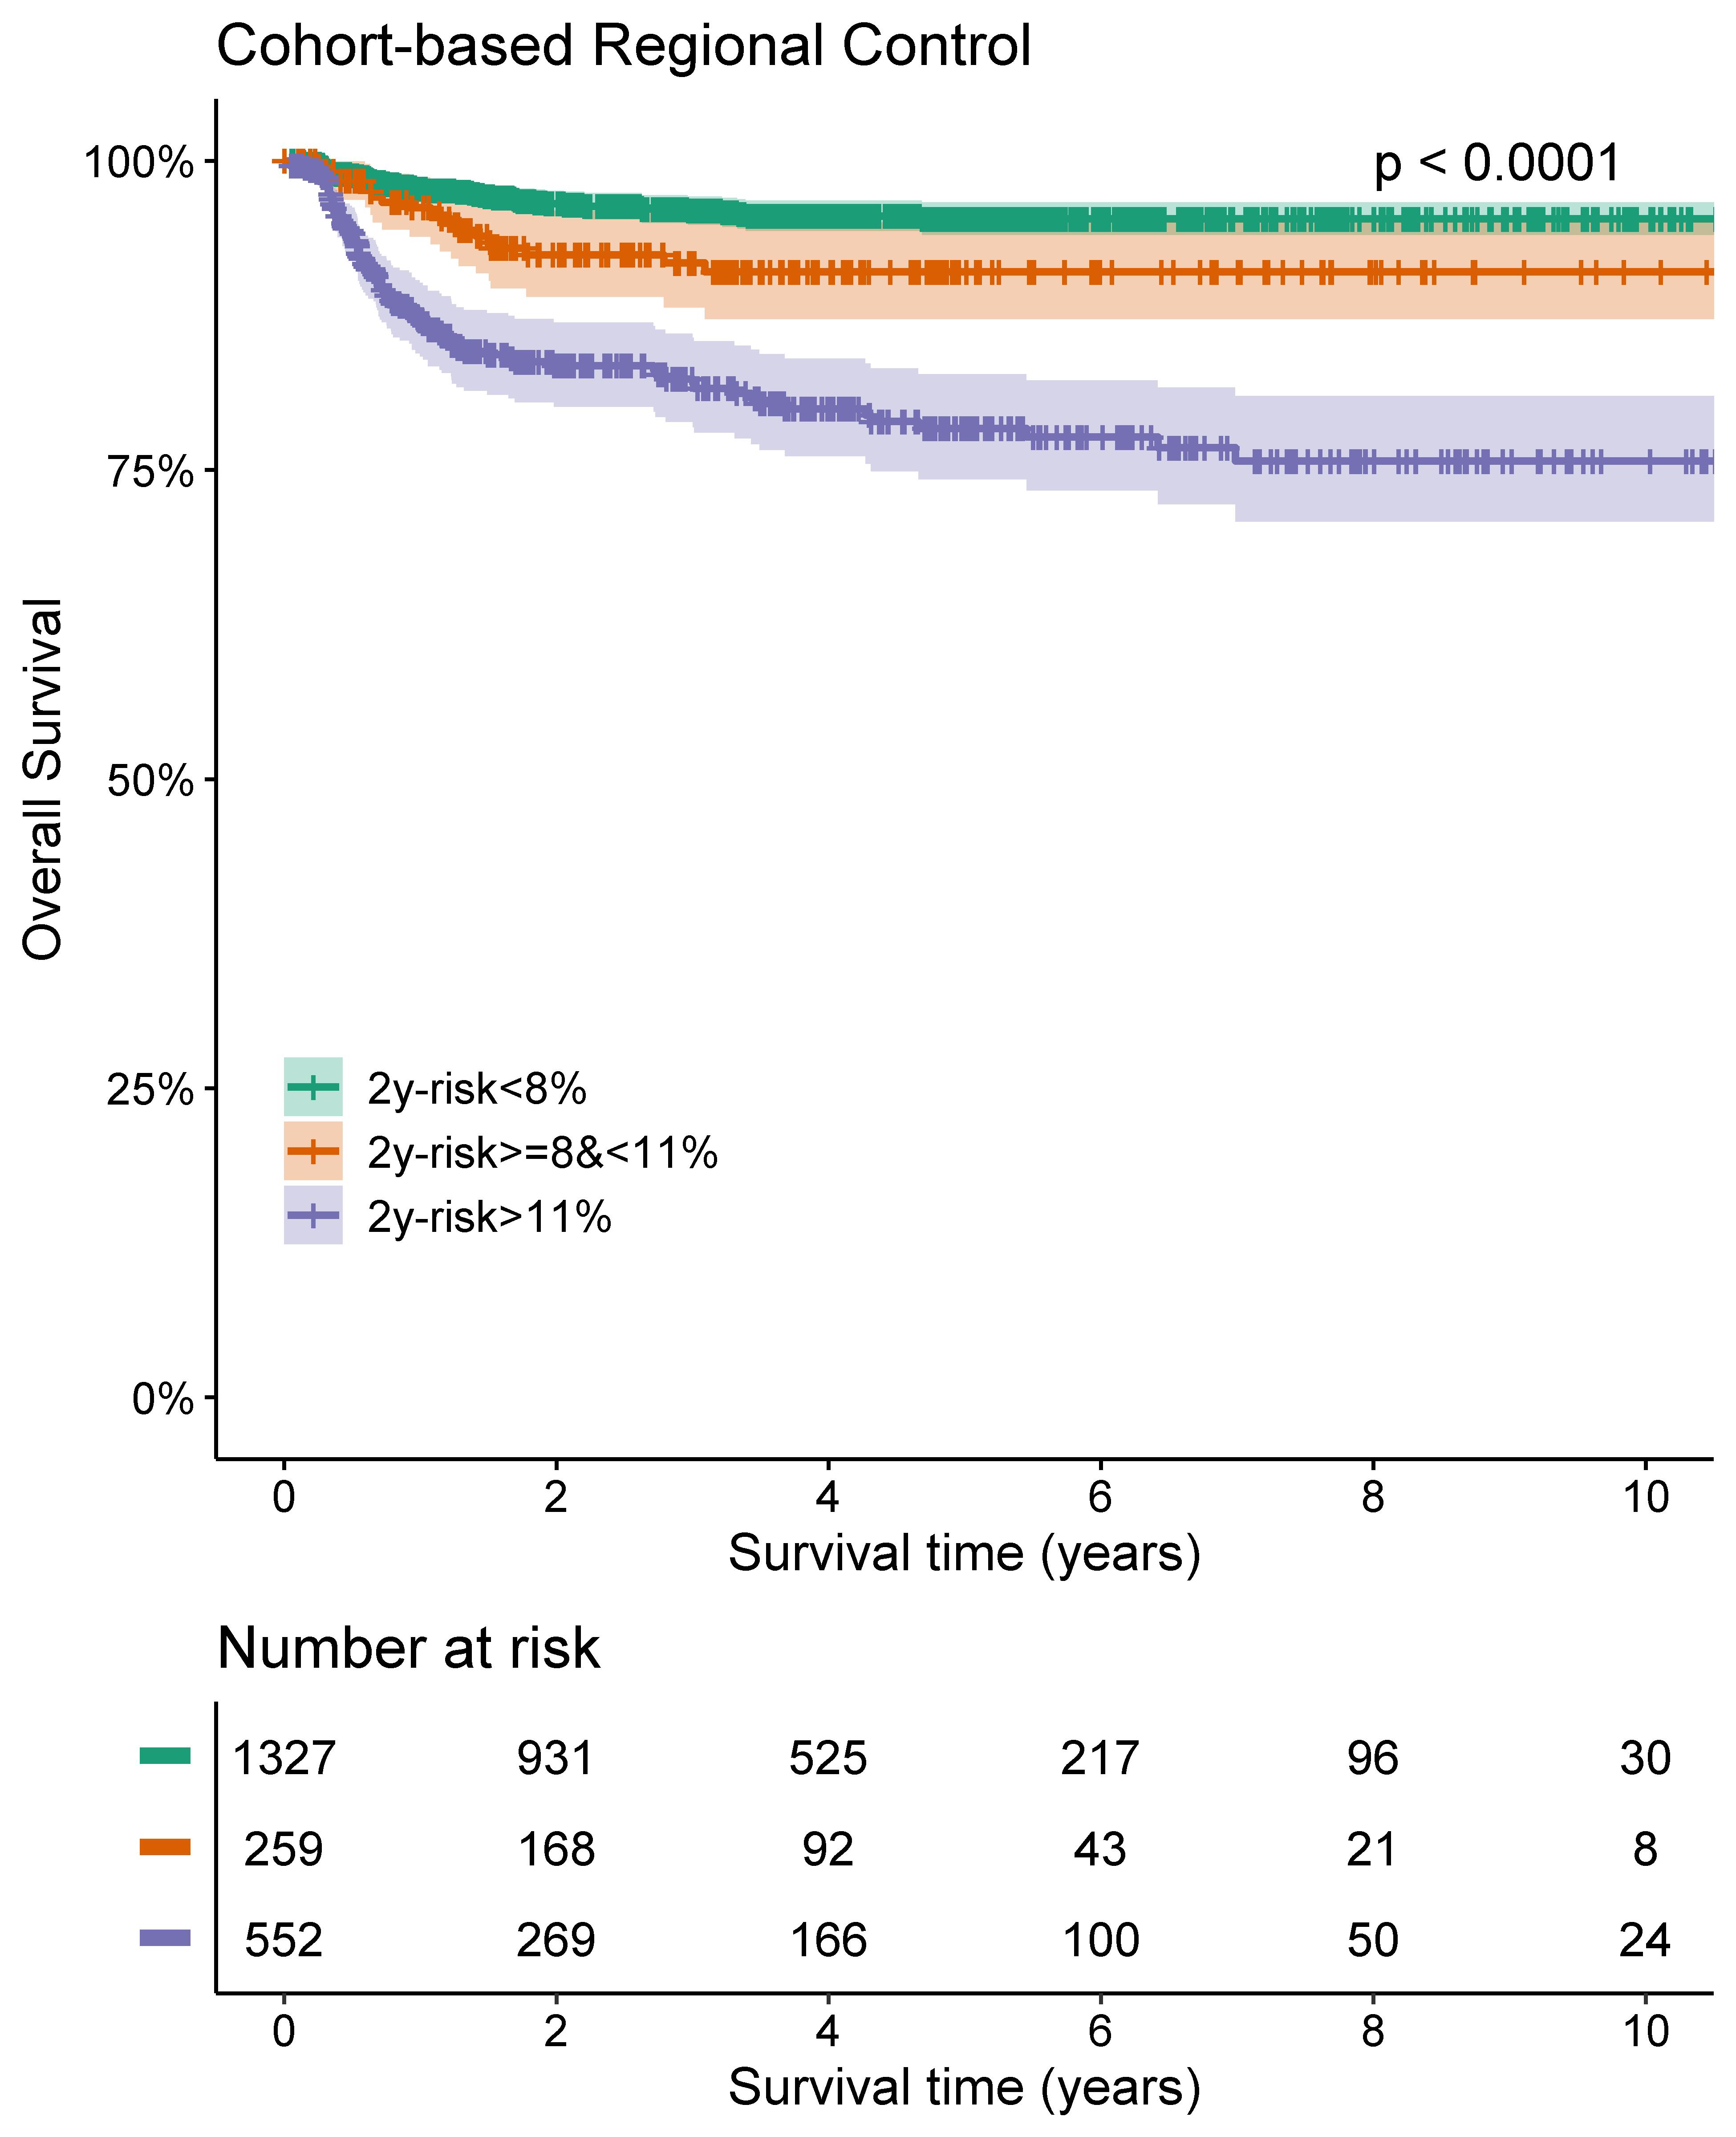 Cohort-based Regional Control
p < 0.0001
100%
75%
50%
25%
0%
Overall Survival
2y-risk<8%
2y-risk>=8&<11%
2y-risk>11%
0 2 4 6 8 10
Survival time (years)
Number at risk
1327 931 525 217 96 30
259 168 92 43 21 8
552 269 166 100 50 24
0 2 4 6 8 10
Survival time (years)